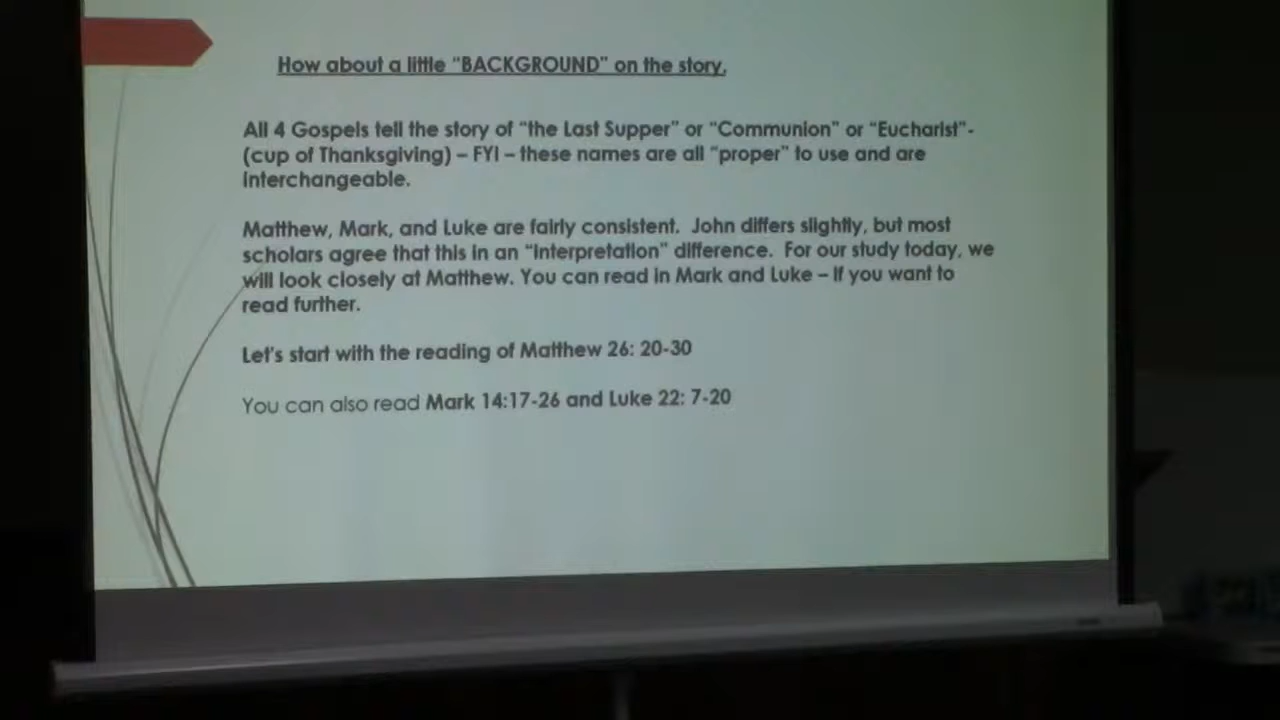 How about a little “BACKGROUND” on the story.
All 4 Gospels tell the story of “the Last Supper” or “Communion” or “Eucharist”-
(cup of Thanksgiving) – FYI – these names are all “proper” to use and are
interchangeable.
Matthew, Mark, and Luke are fairly consistent. John differs slightly, but most
scholars agree that this in an “interpretation” difference. For our study today, we
will look closely at Matthew. You can read in Mark and Luke – if you want to
read further.
Let's start with the reading of Matthew 26: 20-30
You can also read Mark 14:17-26 and Luke 22: 7-20